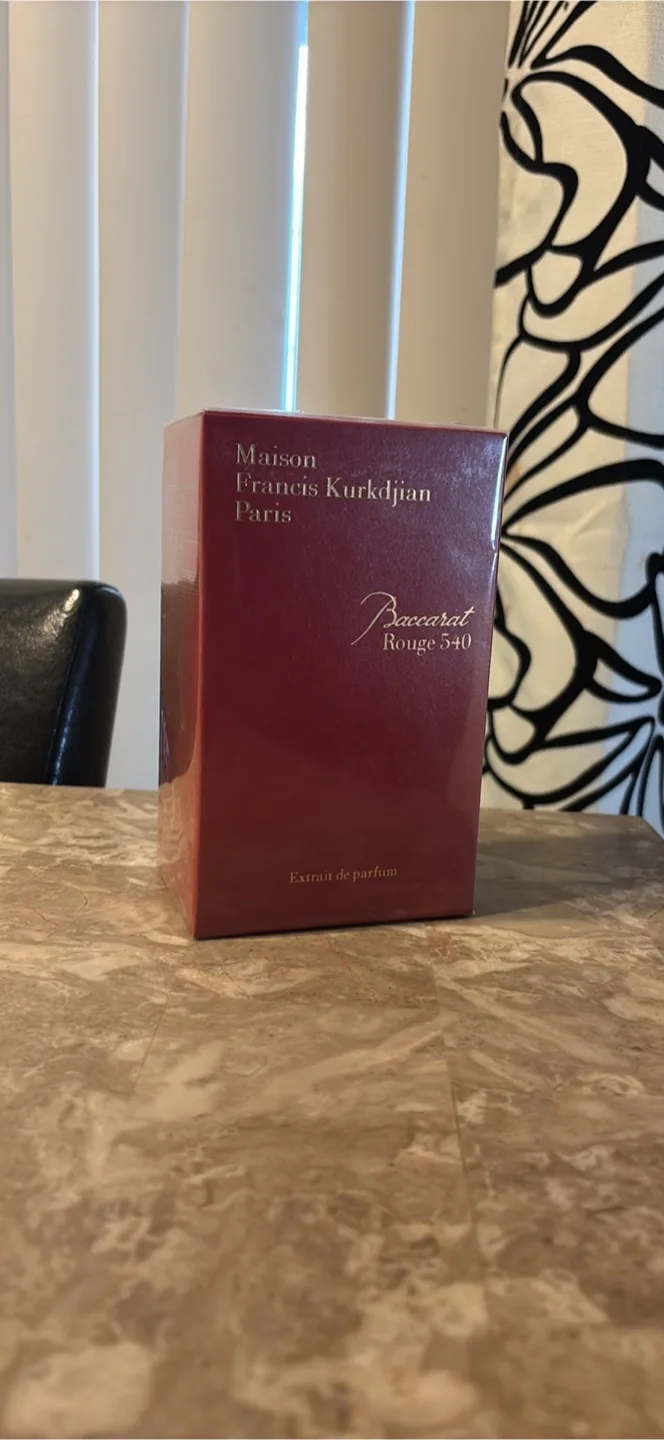 Maison
Francis Kurkdjian
Paris
Baccarat
Rouge 540
Extrait de parfum